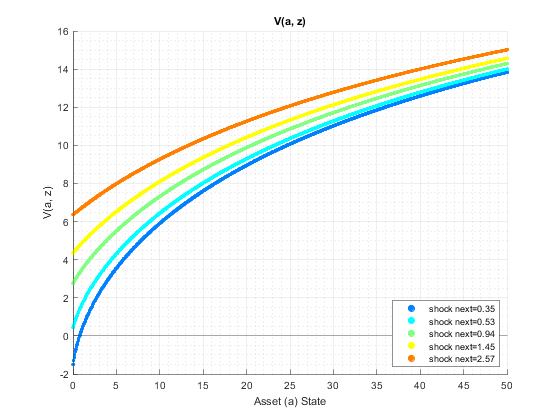 V(a, z)
16
14
12
10
8
6
4
2
0
-2
V(a, z)
0 5 10 15 20 25 30 35 40 45 50
Asset (a) State
shock next=0.35
shock next=0.53
shock next=0.94
shock next=1.45
shock next=2.57